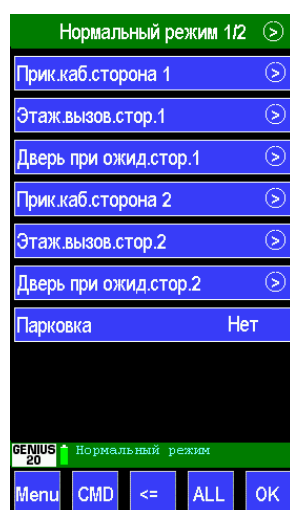 Нормальный режим 1/2
Прик.каб.сторона 1
Этаж.вызов.стор.1
Дверь при ожид.стор.1
Прик.каб.сторона 2
Этаж.вызов.стор.2
Дверь при ожид.стор.2
Парковка Нет
GENIUS 20 Нормальный режим
Menu CMD <= ALL OK